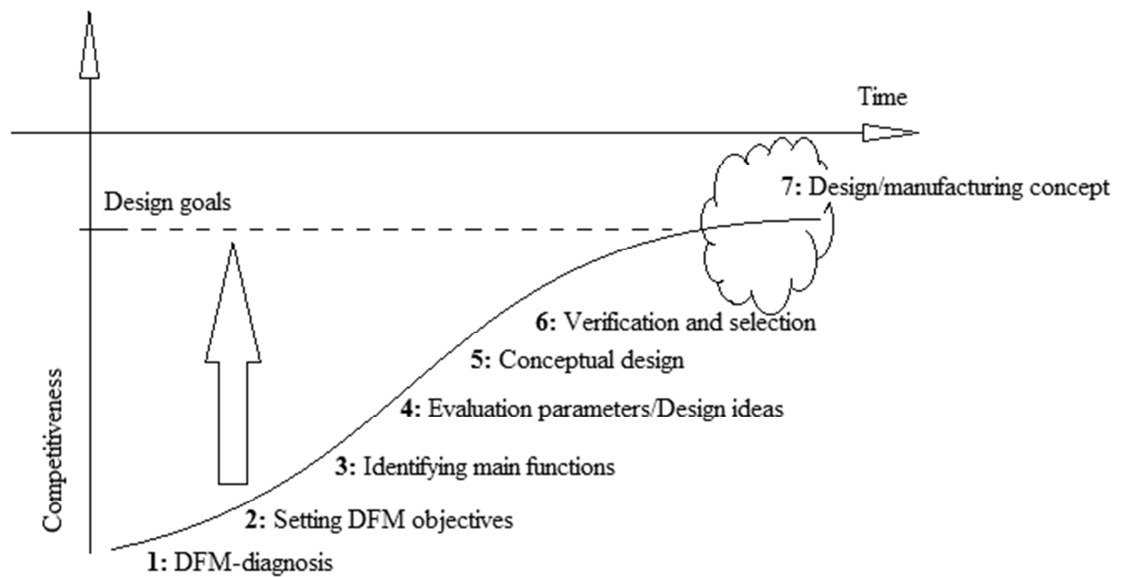 Time
7: Design/manufacturing concept
Design goals
6: Verification and selection
5: Conceptual design
4: Evaluation parameters/Design ideas
3: Identifying main functions
2: Setting DFM objectives
1: DFM-diagnosis
Competitiveness